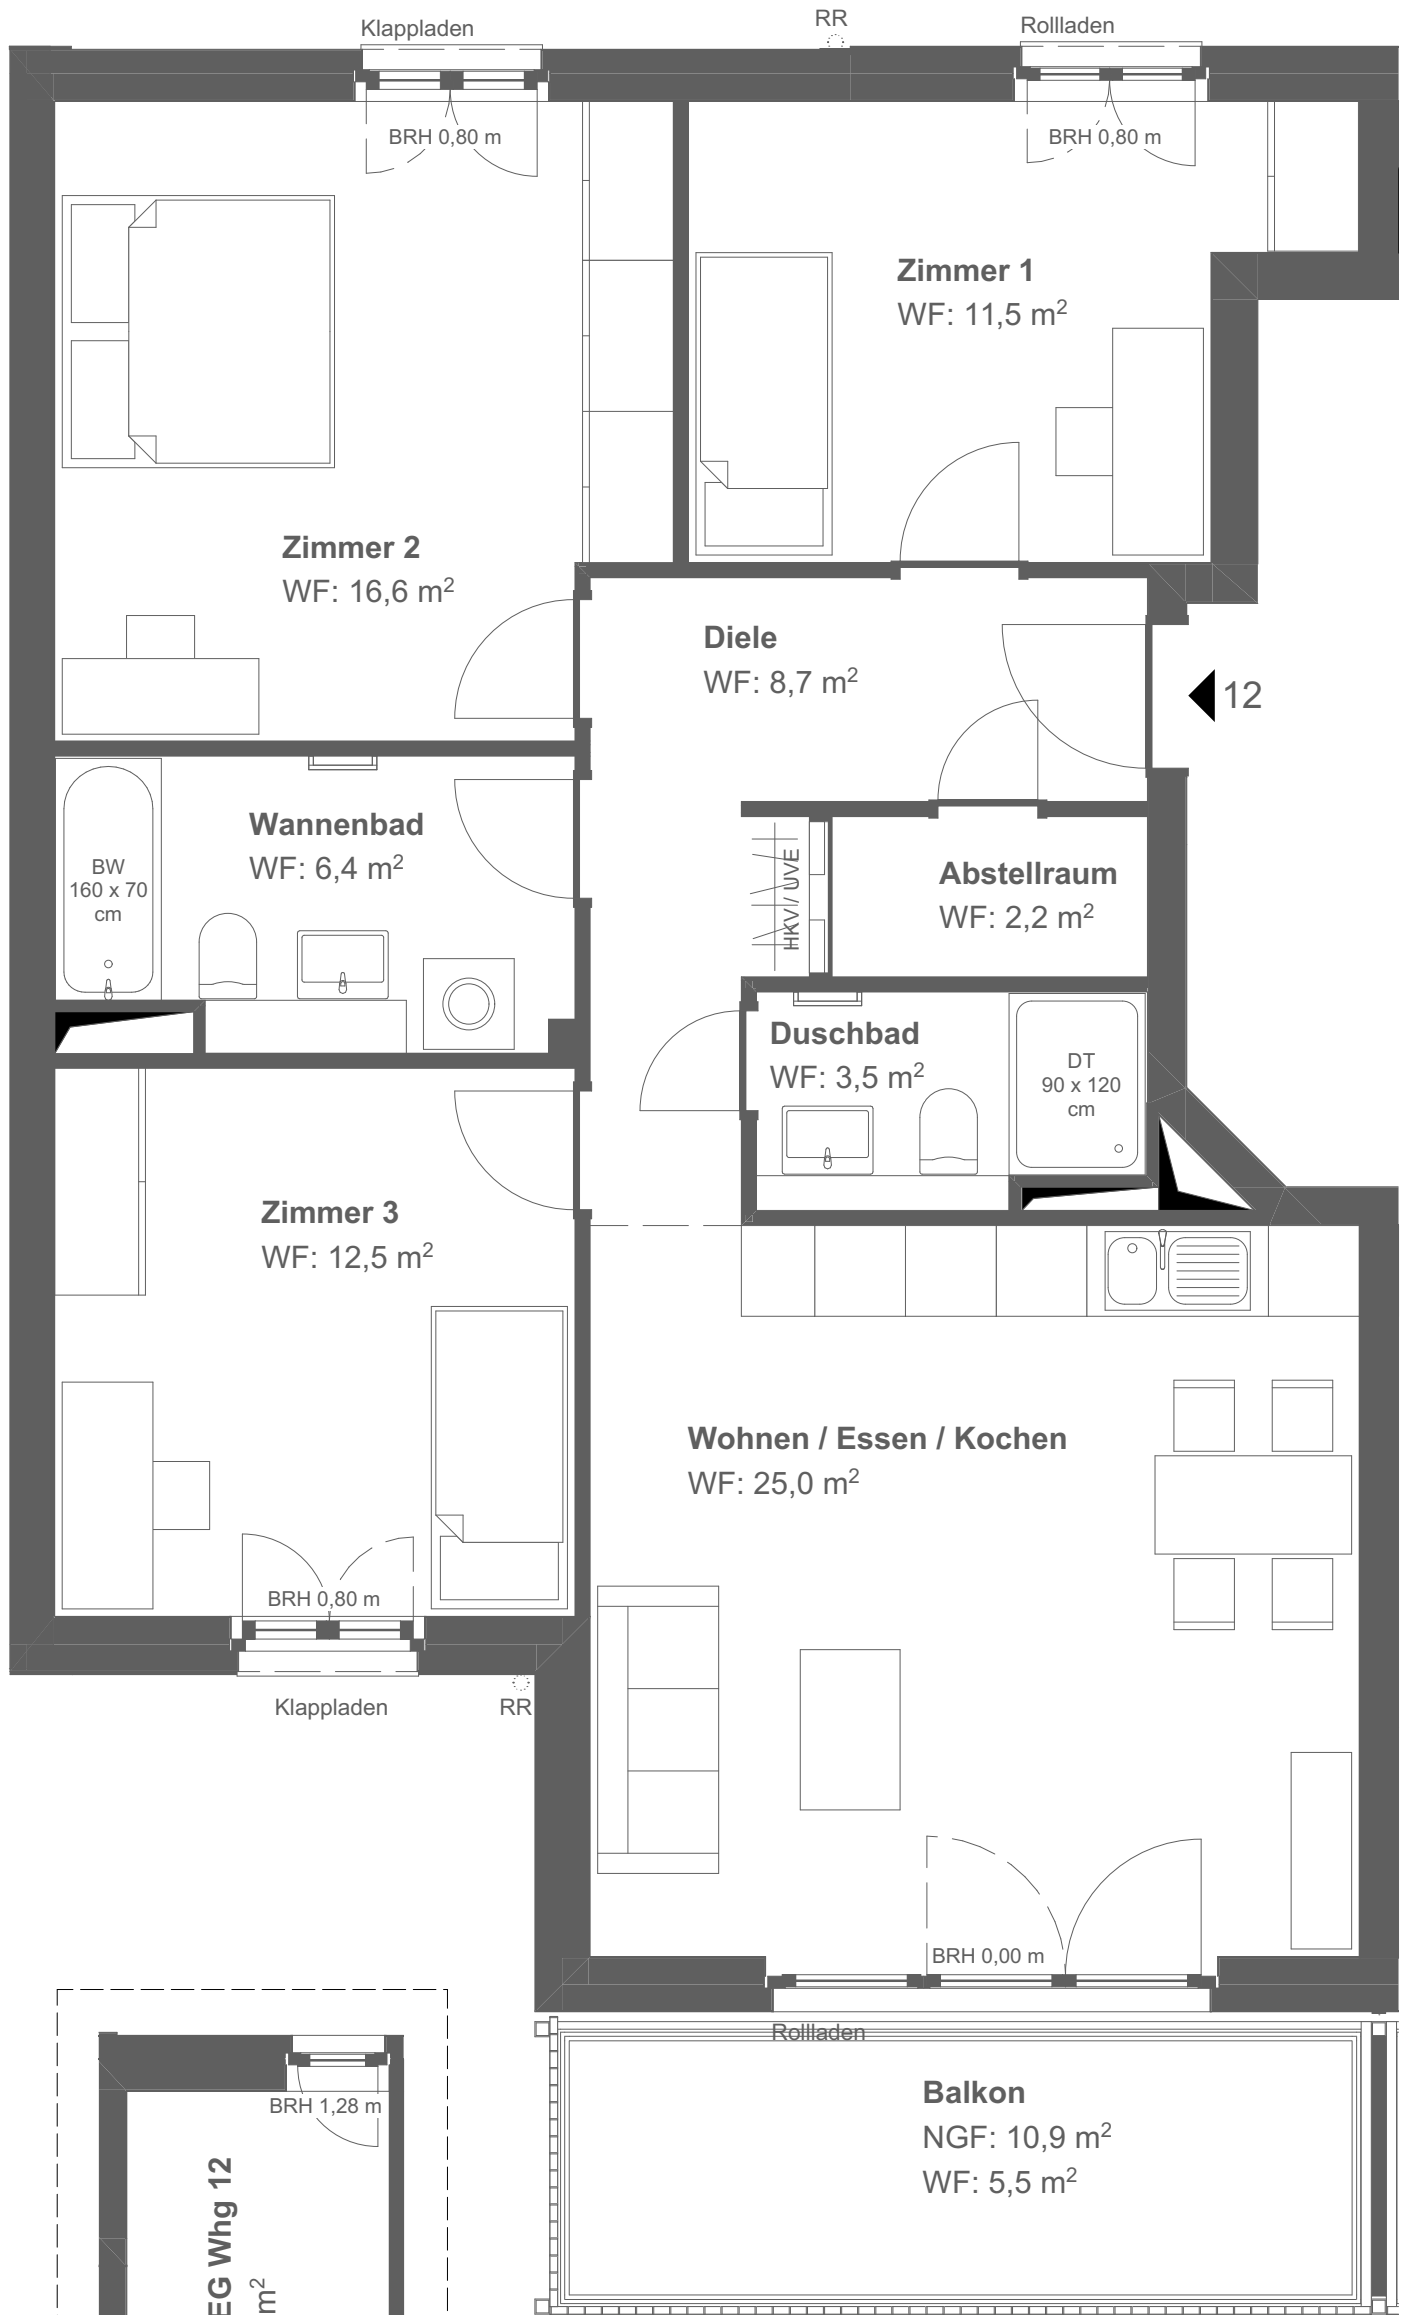 Klappladen
RR
Rollladen
BRH 0,80 m
BRH 0,80 m
Zimmer 1
WF: 11,5 m²
Zimmer 2
WF: 16,6 m²
Diele
WF: 8,7 m²
12
Wannenbad
WF: 6,4 m²
BW
160 x 70
cm
HKV / UVE
Abstellraum
WF: 2,2 m²
Duschbad
WF: 3,5 m²
DT
90 x 120
cm
Zimmer 3
WF: 12,5 m²
Wohnen / Essen / Kochen
WF: 25,0 m²
BRH 0,80 m
Klappladen
RR
BRH 0,00 m
Rollladen
Balkon
NGF: 10,9 m²
WF: 5,5 m²
BRH 1,28 m
EG Whg 12
m²